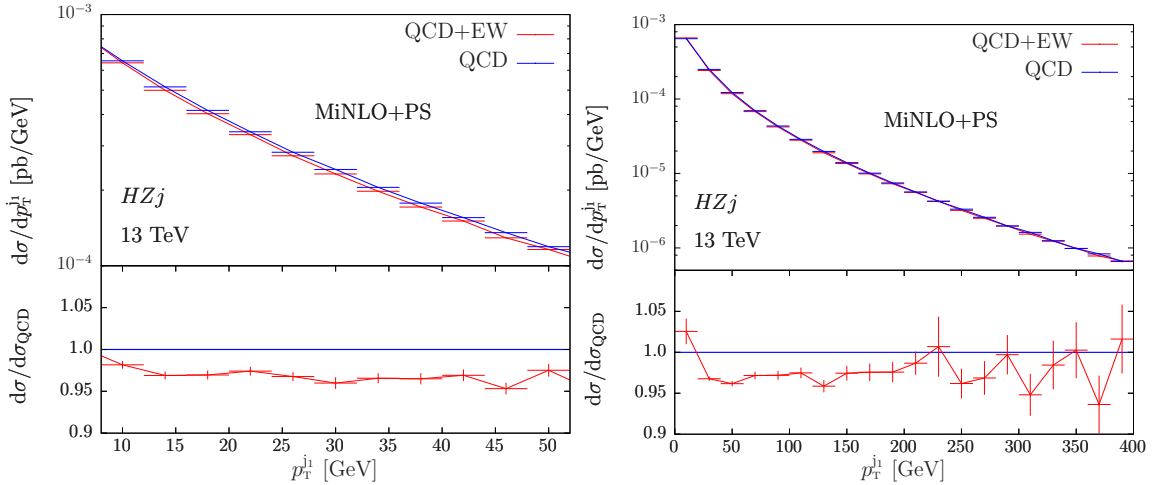 10⁻³
QCD+EW
QCD
MiNLO+PS
HZj
13 TeV
10⁻⁴
dσ/dp_T^{j₁} [pb/GeV]
1.05
1.0
0.95
0.9
dσ/dσ_QCD
10 15 20 25 30 35 40 45 50
p_T^{j₁} [GeV]
10⁻³
QCD+EW
QCD
10⁻⁴
MiNLO+PS
10⁻⁵
HZj
13 TeV
10⁻⁶
dσ/dp_T^{j₁} [pb/GeV]
1.05
1.0
0.95
0.9
dσ/dσ_QCD
0 50 100 150 200 250 300 350 400
p_T^{j₁} [GeV]